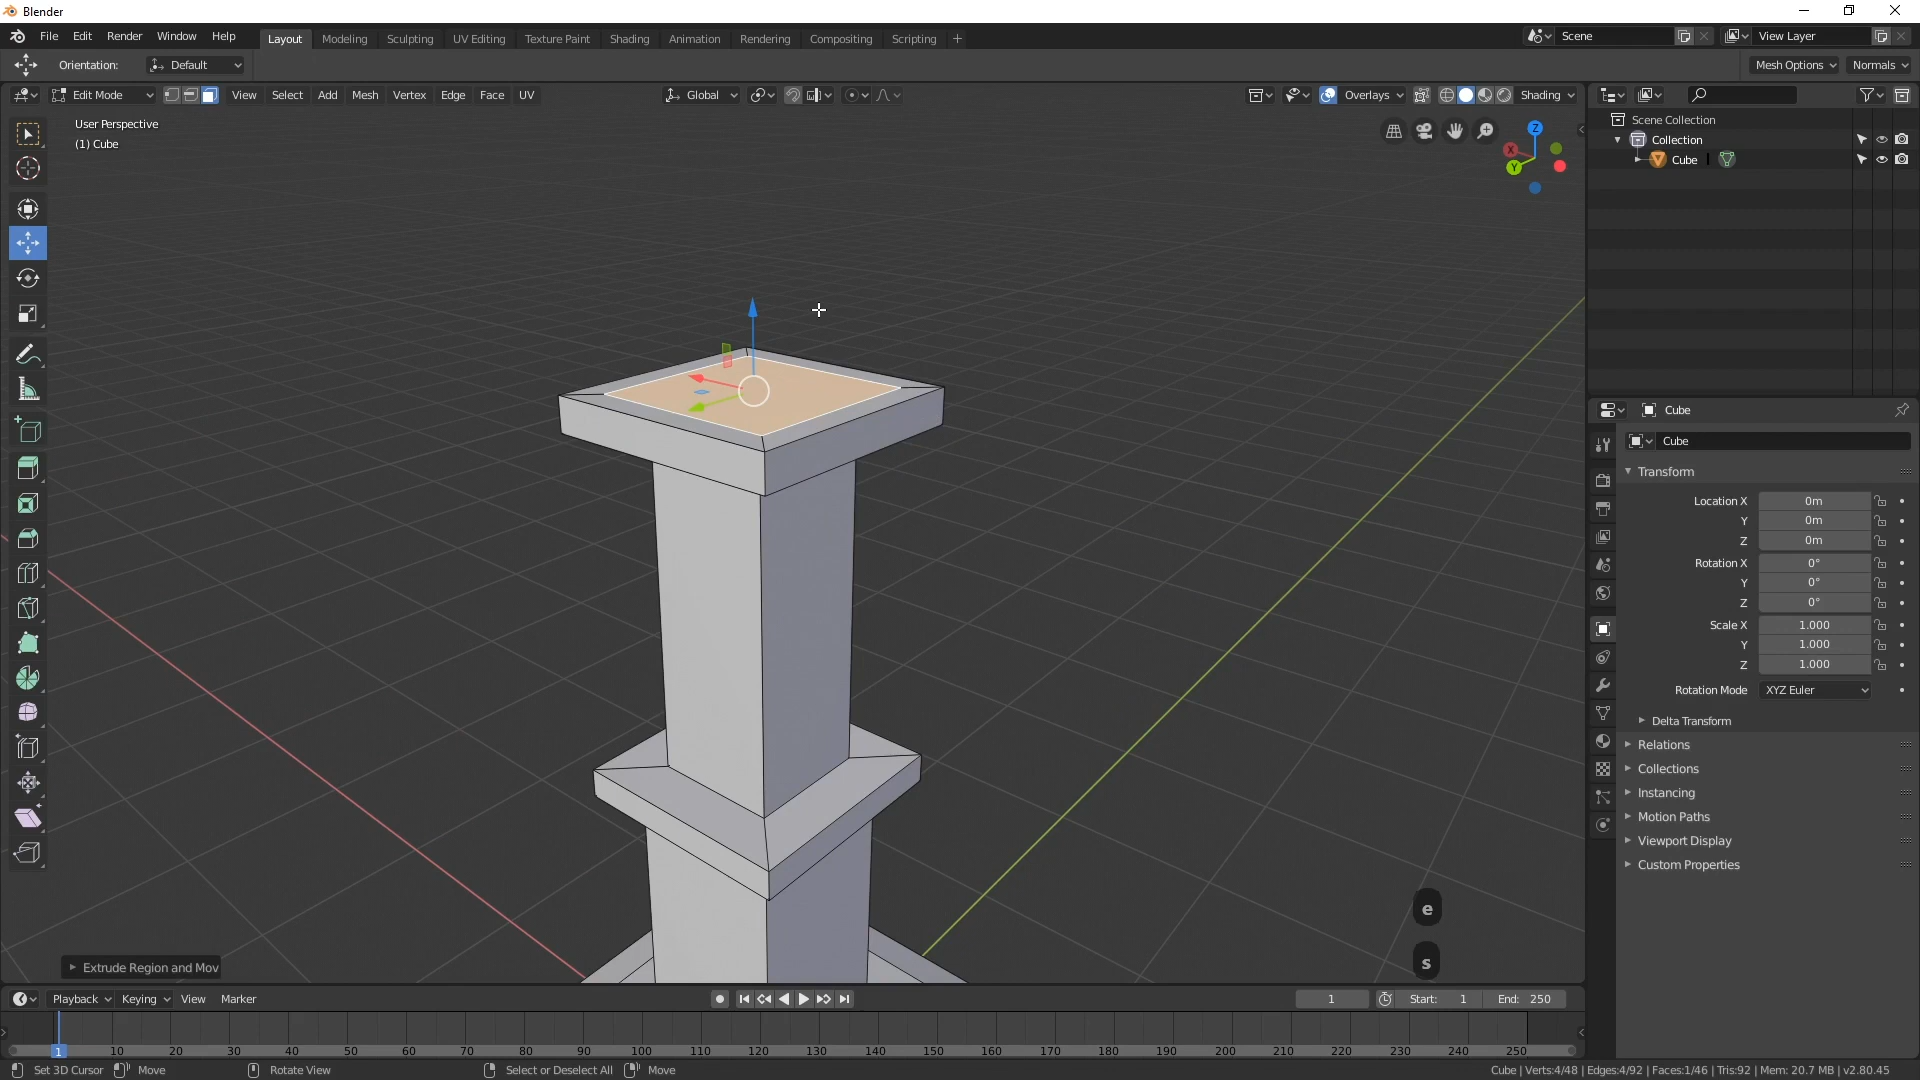 Blender
File Edit Render Window Help Layout Modeling Sculpting UV Editing Texture Paint Shading Animation Rendering Compositing Scripting + Scene View Layer
Orientation: Default Mesh Options Normals
Edit Mode View Select Add Mesh Vertex Edge Face UV Global Overlays Shading
User Perspective
(1) Cube
Z
X
Y
Scene Collection
Collection
Cube
Cube
Cube
Transform
Location X 0m
Y 0m
Z 0m
Rotation X 0°
Y 0°
Z 0°
Scale X 1.000
Y 1.000
Z 1.000
Rotation Mode XYZ Euler
Delta Transform
Relations
Collections
Instancing
Motion Paths
Viewport Display
Custom Properties
e
s
Extrude Region and Mov
Playback Keying View Marker 1 Start: 1 End: 250
1 10 20 30 40 50 60 70 80 90 100 110 120 130 140 150 160 170 180 190 200 210 220 230 240 250
Set 3D Cursor Move Rotate View Select or Deselect All Move Cube | Verts:4/48 | Edges:4/92 | Faces:1/46 | Tris:92 | Mem: 20.7 MB | v2.80.45